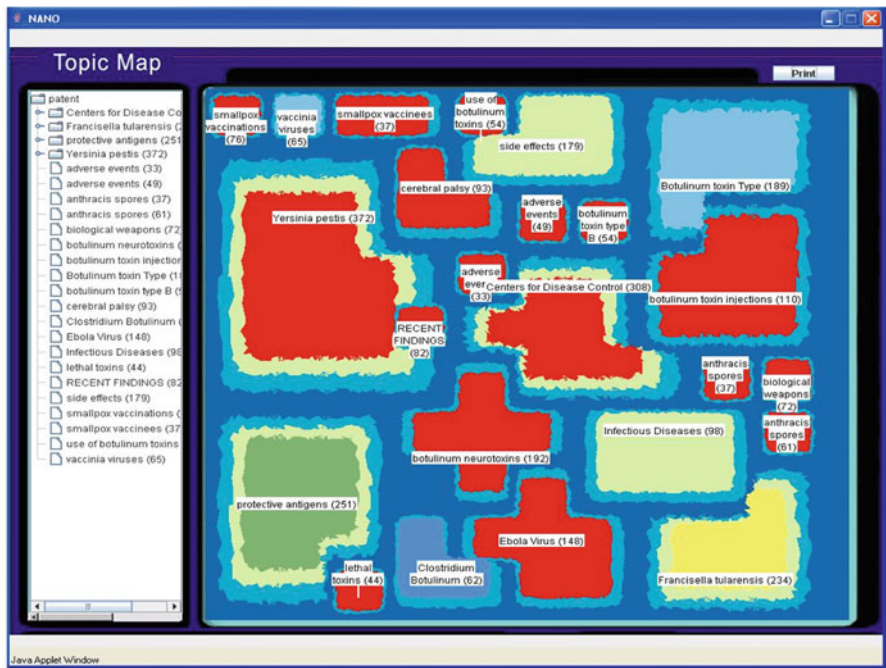 NANO
Topic Map
Print
patent
Centers for Disease Co
Francisella tularensis (2
protective antigens (251
Yersinia pestis (372)
adverse events (33)
adverse events (49)
anthracis spores (37)
anthracis spores (61)
biological weapons (72)
botulinum neurotoxins (
botulinum toxin injection
Botulinum toxin Type (18
botulinum toxin type B (5
cerebral palsy (93)
Clostridium Botulinum (
Ebola Virus (148)
Infectious Diseases (98
lethal toxins (44)
RECENT FINDINGS (82
side effects (179)
smallpox vaccinations (
smallpox vaccinees (37
use of botulinum toxins
vaccinia viruses (65)
smallpox
vaccinations
(76)
vaccinia
viruses
(65)
smallpox vaccinees
(37)
use of
botulinum
toxins (54)
side effects (179)
Botulinum toxin Type (189)
cerebral palsy (93)
Yersinia pestis (372)
adverse
events
(49)
botulinum
toxin type
B (54)
adverse
ever
(33)
Centers for Disease Control (308)
botulinum toxin injections (110)
RECENT
FINDINGS
(82)
anthracis
spores
(37)
biological
weapons
(72)
anthracis
spores
(61)
Infectious Diseases (98)
botulinum neurotoxins (192)
protective antigens (251)
Ebola Virus (148)
lethal
toxins (44)
Clostridium
Botulinum (62)
Francisella tularensis (234)
Java Applet Window